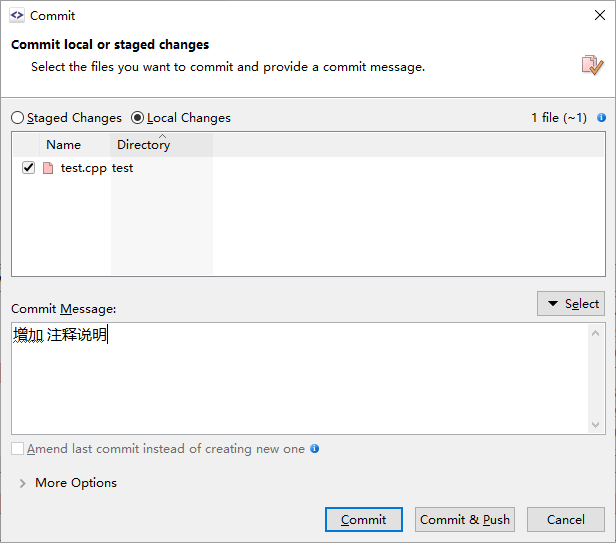 Commit
Commit local or staged changes
Select the files you want to commit and provide a commit message.
Staged Changes Local Changes 1 file (~1)
Name Directory
test.cpp test
Commit Message: Select
增加 注释说明
Amend last commit instead of creating new one
More Options
Commit Commit & Push Cancel